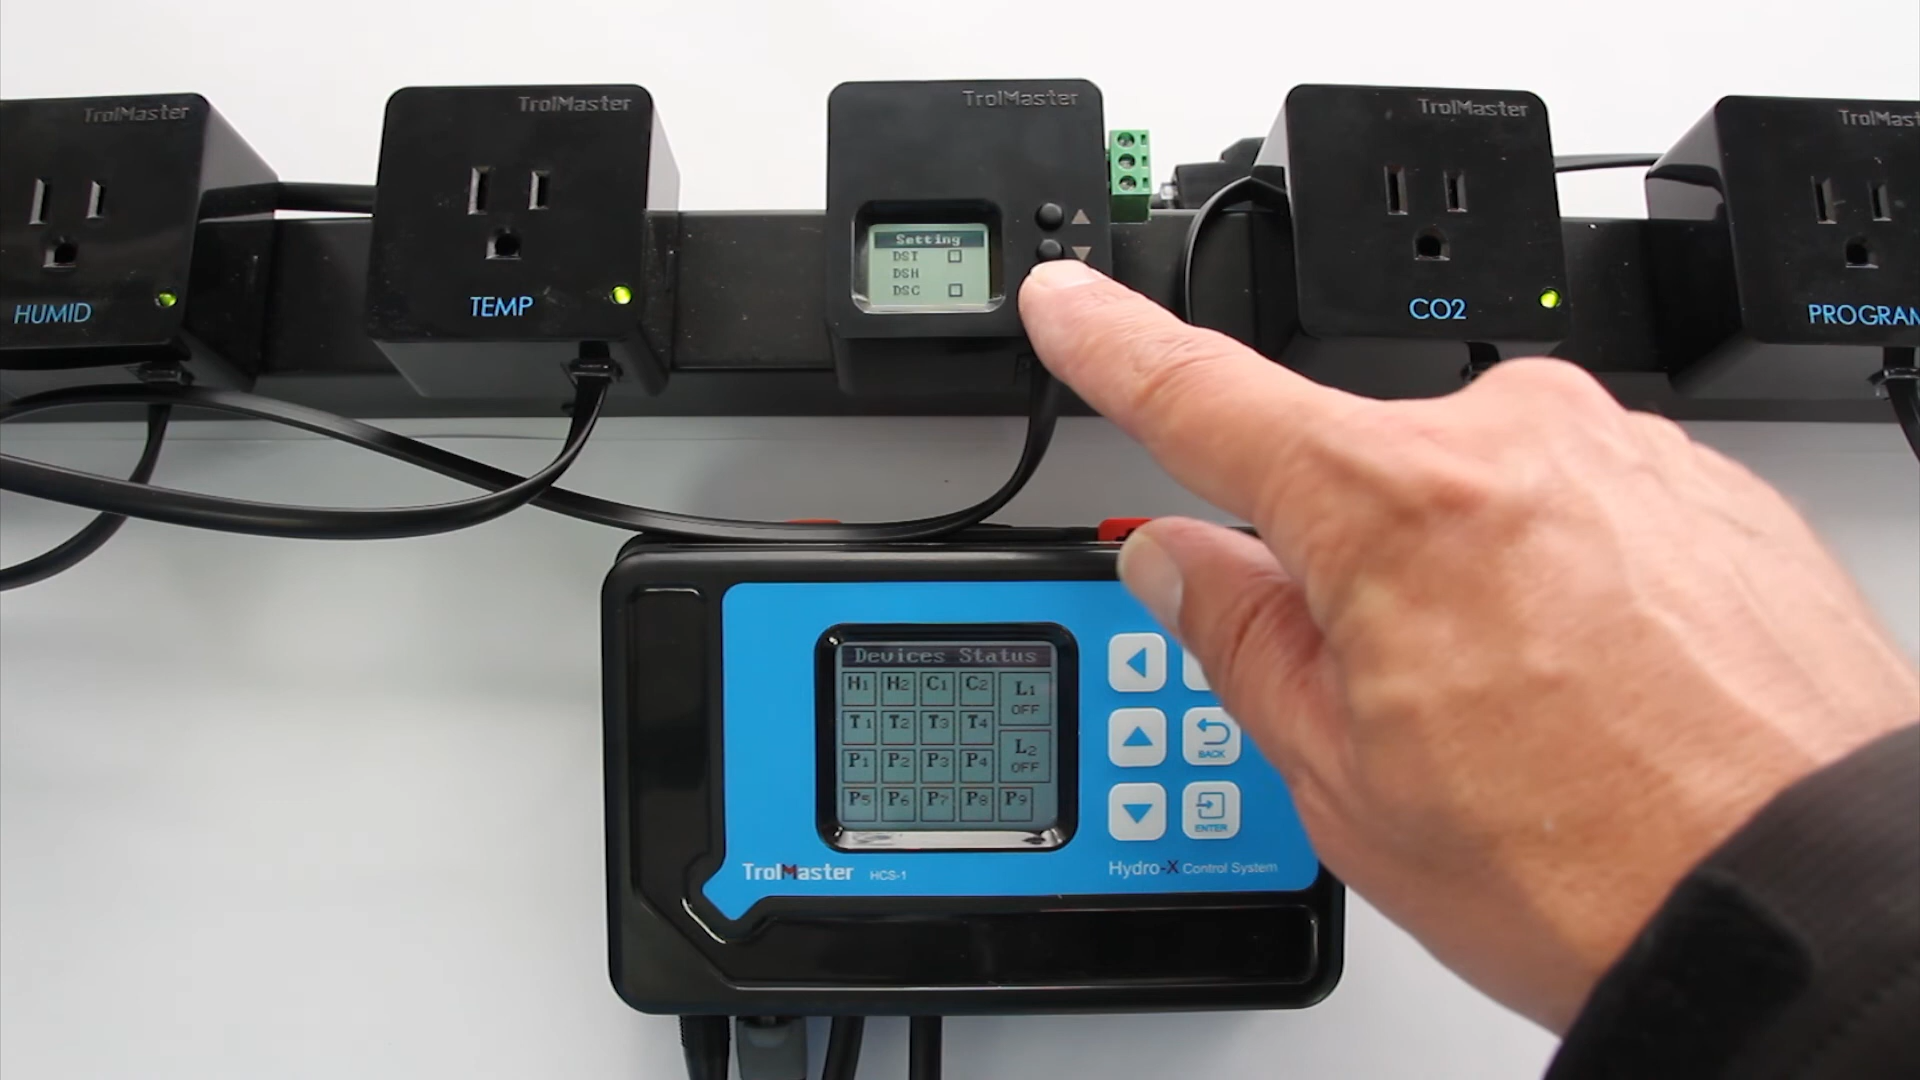 TrolMaster
HUMID
TrolMaster
TEMP
TrolMaster
Setting
DST
DSH
DSC
TrolMaster
CO2
TrolMast
PROGRAM
Devices Status
H1 H2 C1 C2 L1
OFF
T1 T2 T3 T4
L2
OFF
P1 P2 P3 P4
P5 P6 P7 P8 P9
BACK
ENTER
TrolMaster HCS-1
Hydro-X Control System